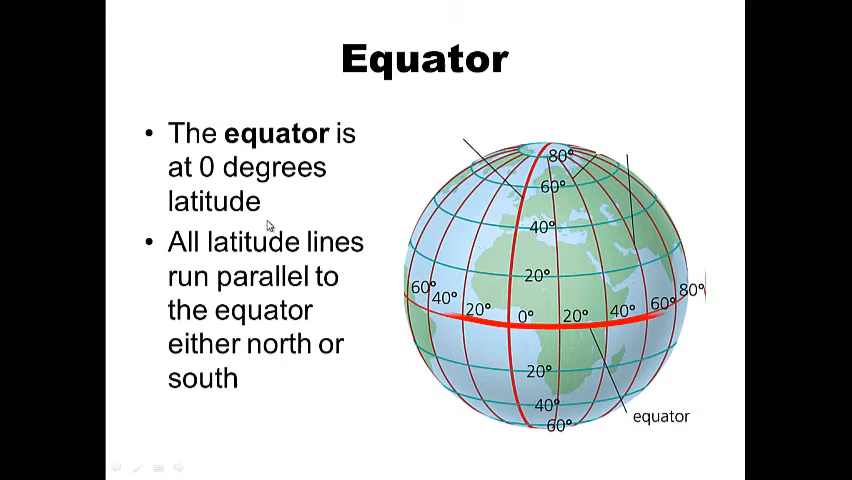 Equator
• The equator is
at 0 degrees
latitude
• All latitude lines
run parallel to
the equator
either north or
south
80°
60°
40°
20°
60° 40° 20° 0° 20° 40° 60° 80°
20°
40°
60°
equator